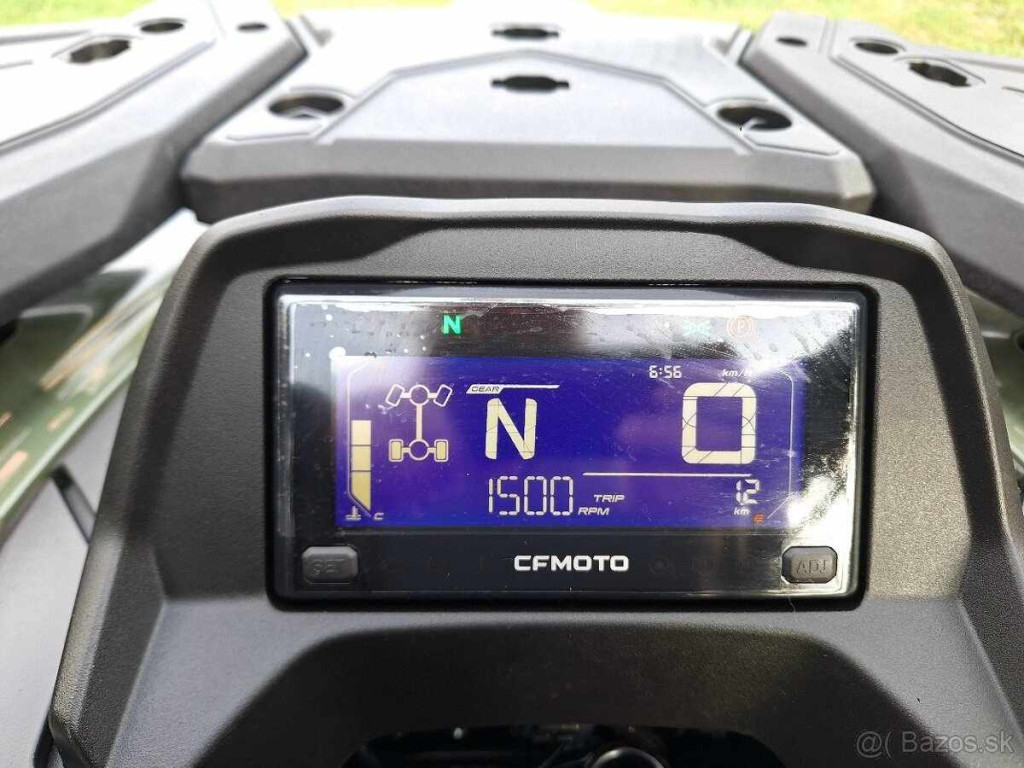 N
P
6:56 km/h
GEAR
N 0
1500 RPM TRIP 12 km
C E
SET CFMOTO ADJ
@( Bazos.sk